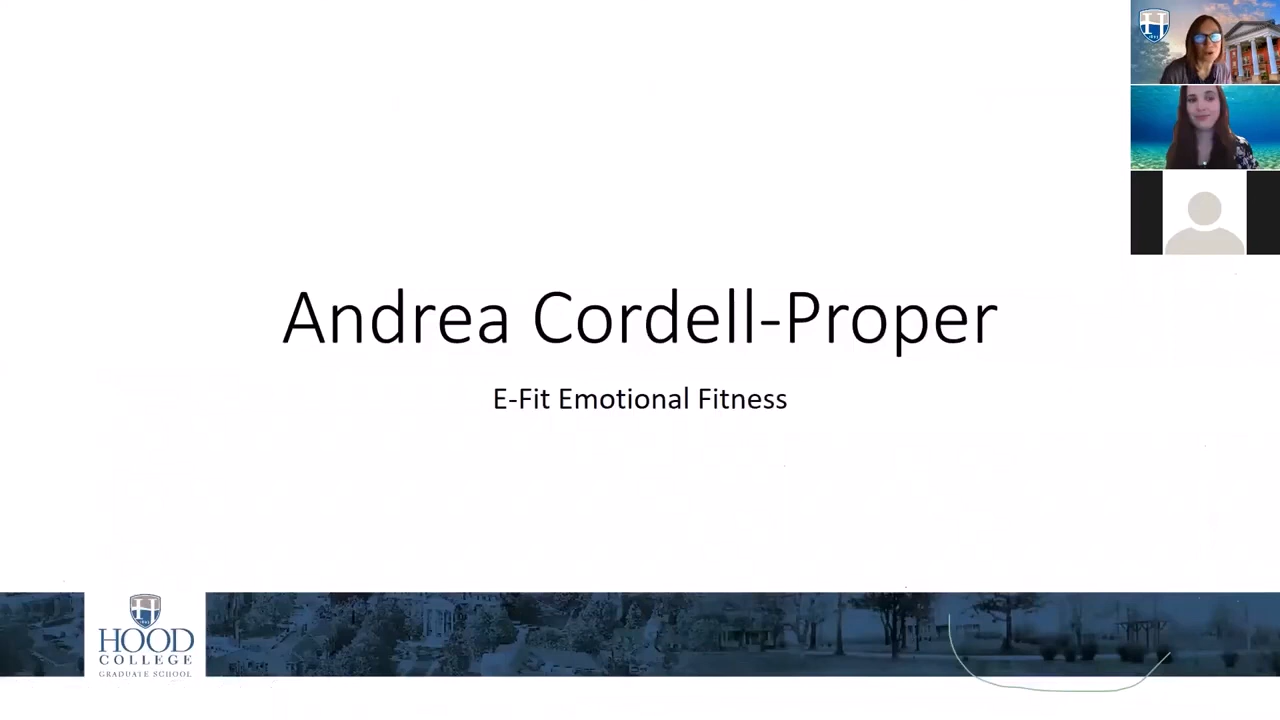 Andrea Cordell-Proper
E-Fit Emotional Fitness
HOOD
COLLEGE
GRADUATE SCHOOL